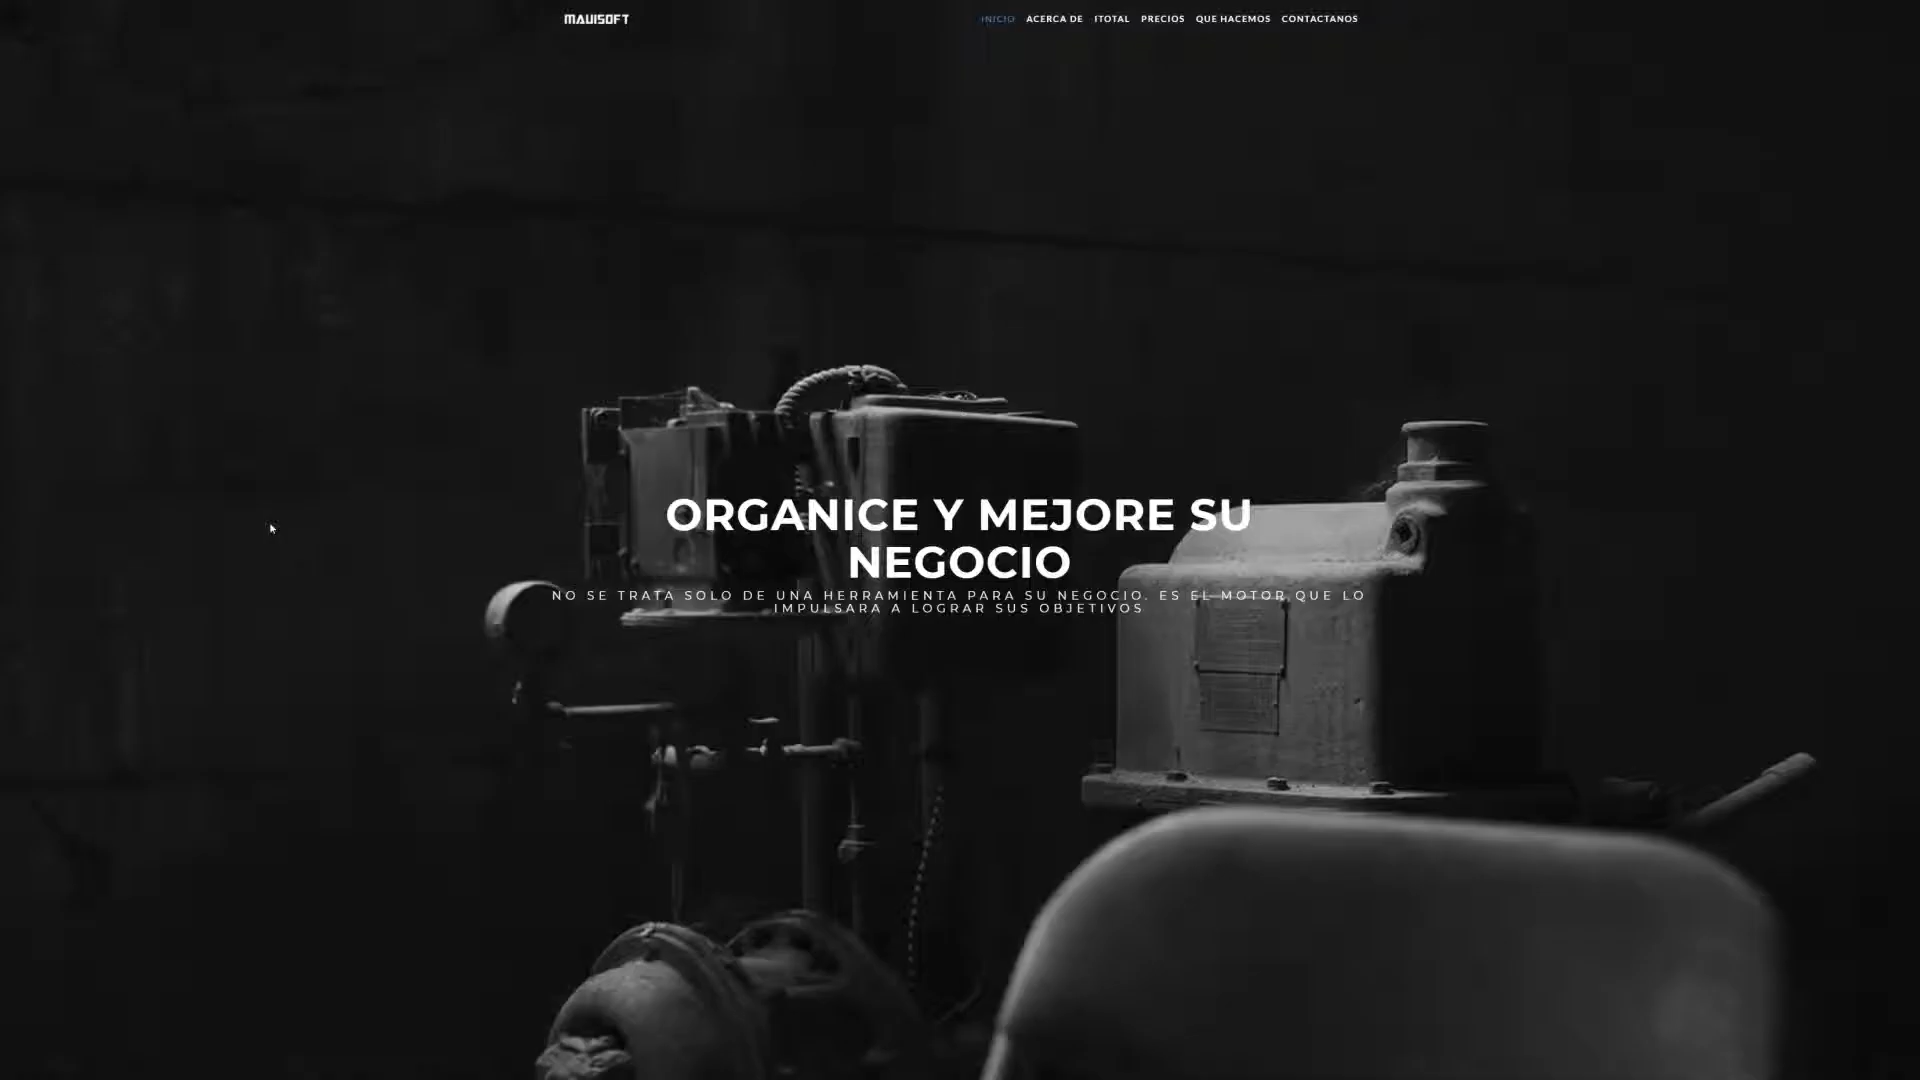 MAUISOFT
INICIO ACERCA DE ITOTAL PRECIOS QUE HACEMOS CONTACTANOS
ORGANICE Y MEJORE SU
NEGOCIO
NO SE TRATA SOLO DE UNA HERRAMIENTA PARA SU NEGOCIO. ES EL MOTOR QUE LO
IMPULSARA A LOGRAR SUS OBJETIVOS